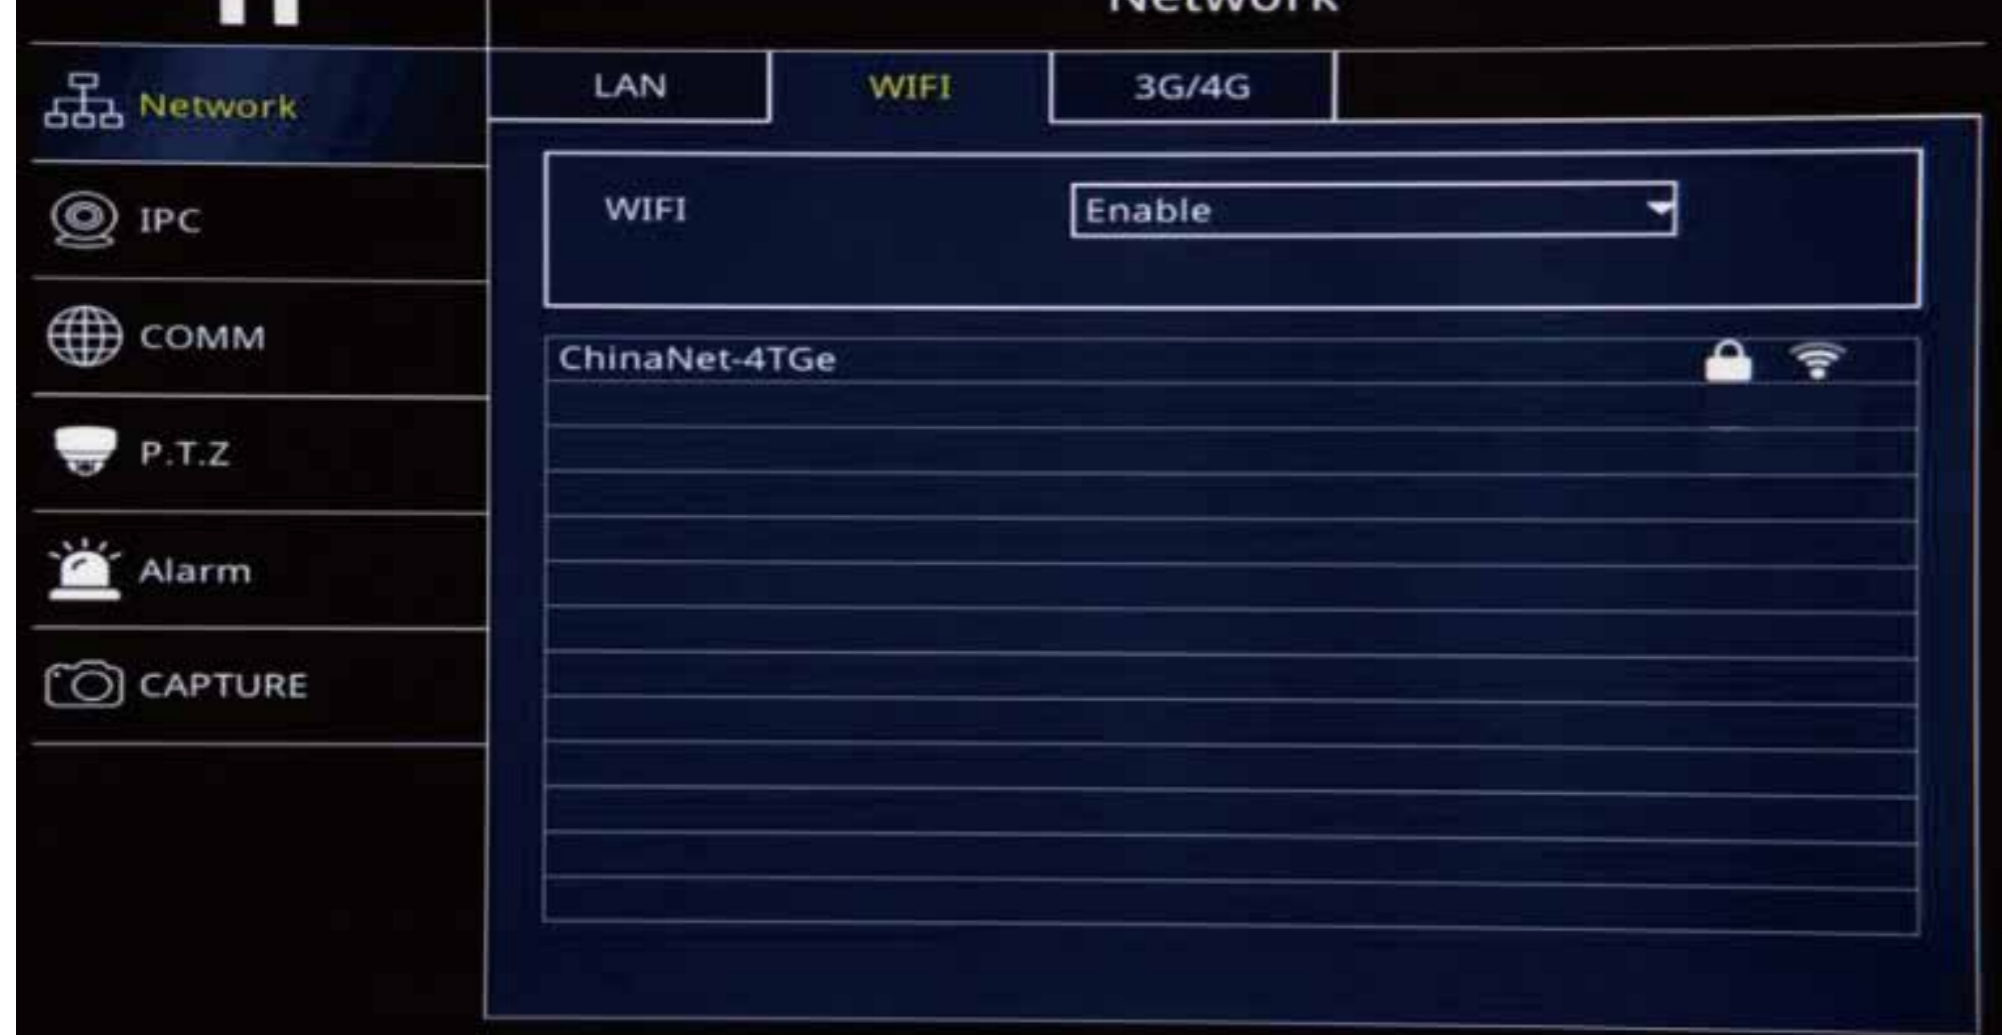 Network
LAN WIFI 3G/4G
Network
WIFI Enable
IPC
COMM
ChinaNet-4TGe
P.T.Z
Alarm
CAPTURE